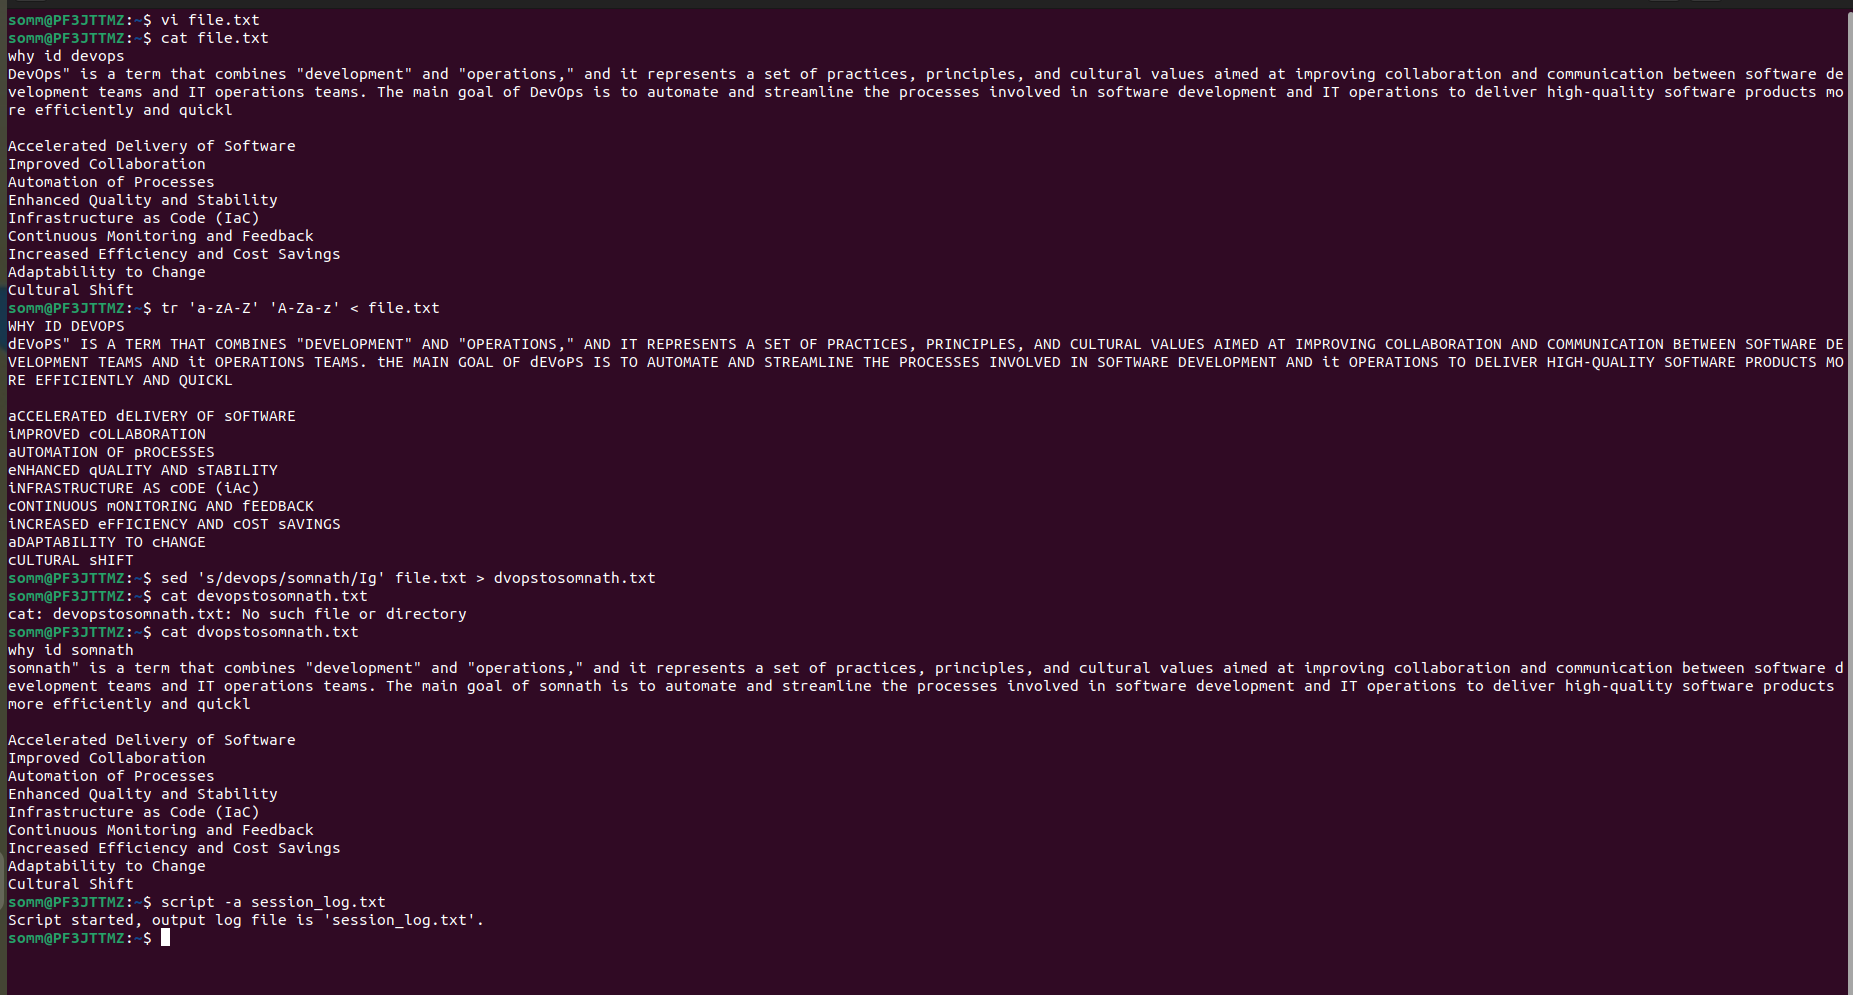 somm@PF3JTTMZ:~$ vi file.txt
somm@PF3JTTMZ:~$ cat file.txt
why id devops
DevOps" is a term that combines "development" and "operations," and it represents a set of practices, principles, and cultural values aimed at improving collaboration and communication between software de
velopment teams and IT operations teams. The main goal of DevOps is to automate and streamline the processes involved in software development and IT operations to deliver high-quality software products mo
re efficiently and quickl

Accelerated Delivery of Software
Improved Collaboration
Automation of Processes
Enhanced Quality and Stability
Infrastructure as Code (IaC)
Continuous Monitoring and Feedback
Increased Efficiency and Cost Savings
Adaptability to Change
Cultural Shift
somm@PF3JTTMZ:~$ tr 'a-zA-Z' 'A-Za-z' < file.txt
WHY ID DEVOPS
dEVoPS" IS A TERM THAT COMBINES "DEVELOPMENT" AND "OPERATIONS," AND IT REPRESENTS A SET OF PRACTICES, PRINCIPLES, AND CULTURAL VALUES AIMED AT IMPROVING COLLABORATION AND COMMUNICATION BETWEEN SOFTWARE DE
VELOPMENT TEAMS AND it OPERATIONS TEAMS. tHE MAIN GOAL OF dEVoPS IS TO AUTOMATE AND STREAMLINE THE PROCESSES INVOLVED IN SOFTWARE DEVELOPMENT AND it OPERATIONS TO DELIVER HIGH-QUALITY SOFTWARE PRODUCTS MO
RE EFFICIENTLY AND QUICKL

aCCELERATED dELIVERY OF sOFTWARE
iMPROVED cOLLABORATION
aUTOMATION OF pROCESSES
eNHANCED qUALITY AND sTABILITY
iNFRASTRUCTURE AS cODE (iAc)
cONTINUOUS mONITORING AND fEEDBACK
iNCREASED eFFICIENCY AND cOST sAVINGS
aDAPTABILITY TO cHANGE
cULTURAL sHIFT
somm@PF3JTTMZ:~$ sed 's/devops/somnath/Ig' file.txt > dvopstosomnath.txt
somm@PF3JTTMZ:~$ cat devopstosomnath.txt
cat: devopstosomnath.txt: No such file or directory
somm@PF3JTTMZ:~$ cat dvopstosomnath.txt
why id somnath
somnath" is a term that combines "development" and "operations," and it represents a set of practices, principles, and cultural values aimed at improving collaboration and communication between software d
evelopment teams and IT operations teams. The main goal of somnath is to automate and streamline the processes involved in software development and IT operations to deliver high-quality software products
more efficiently and quickl

Accelerated Delivery of Software
Improved Collaboration
Automation of Processes
Enhanced Quality and Stability
Infrastructure as Code (IaC)
Continuous Monitoring and Feedback
Increased Efficiency and Cost Savings
Adaptability to Change
Cultural Shift
somm@PF3JTTMZ:~$ script -a session_log.txt
Script started, output log file is 'session_log.txt'.
somm@PF3JTTMZ:~$